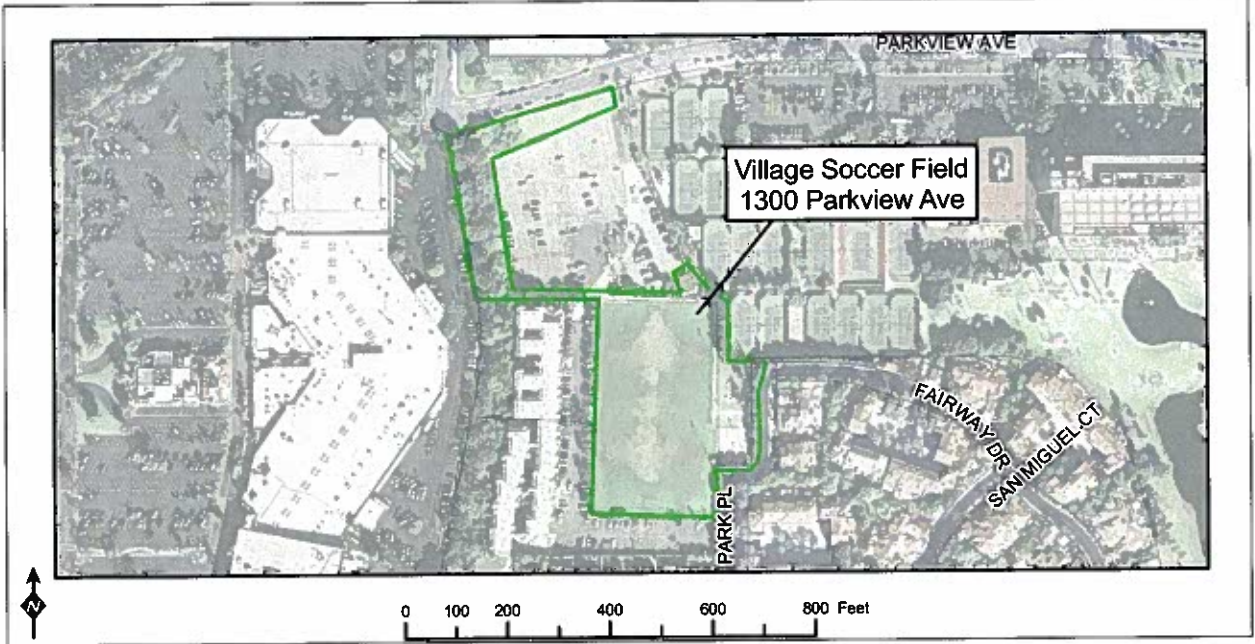 PARKVIEW AVE
Village Soccer Field
1300 Parkview Ave
FAIRWAY DR
SAN MIGUEL CT
PARK PL
N
0 100 200 400 600 800 Feet